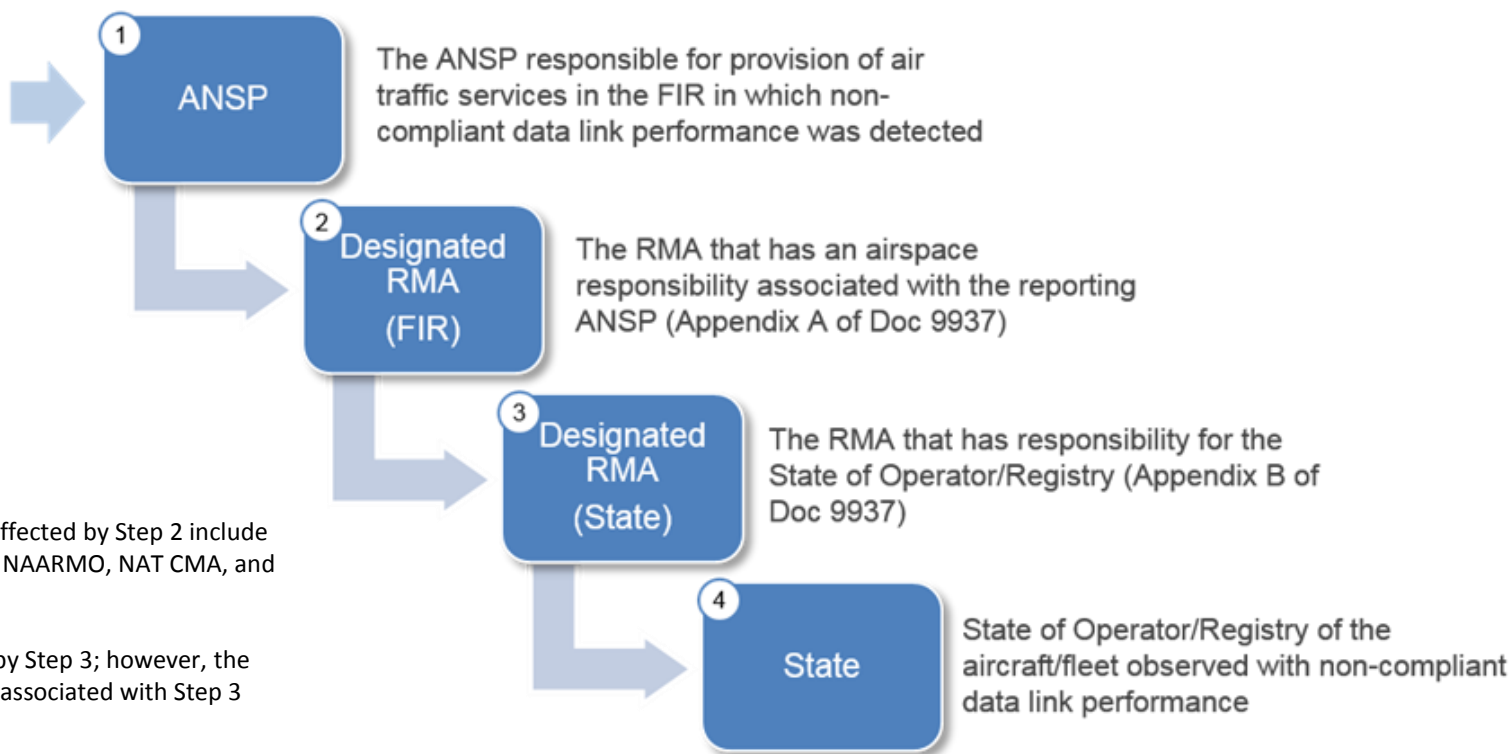 1
ANSP
The ANSP responsible for provision of air
traffic services in the FIR in which non-
compliant data link performance was detected
2
Designated
RMA
(FIR)
The RMA that has an airspace
responsibility associated with the reporting
ANSP (Appendix A of Doc 9937)
3
Designated
RMA
(State)
The RMA that has responsibility for the
State of Operator/Registry (Appendix B of
Doc 9937)
ffected by Step 2 include
NAARMO, NAT CMA, and
by Step 3; however, the
associated with Step 3
4
State
State of Operator/Registry of the
aircraft/fleet observed with non-compliant
data link performance